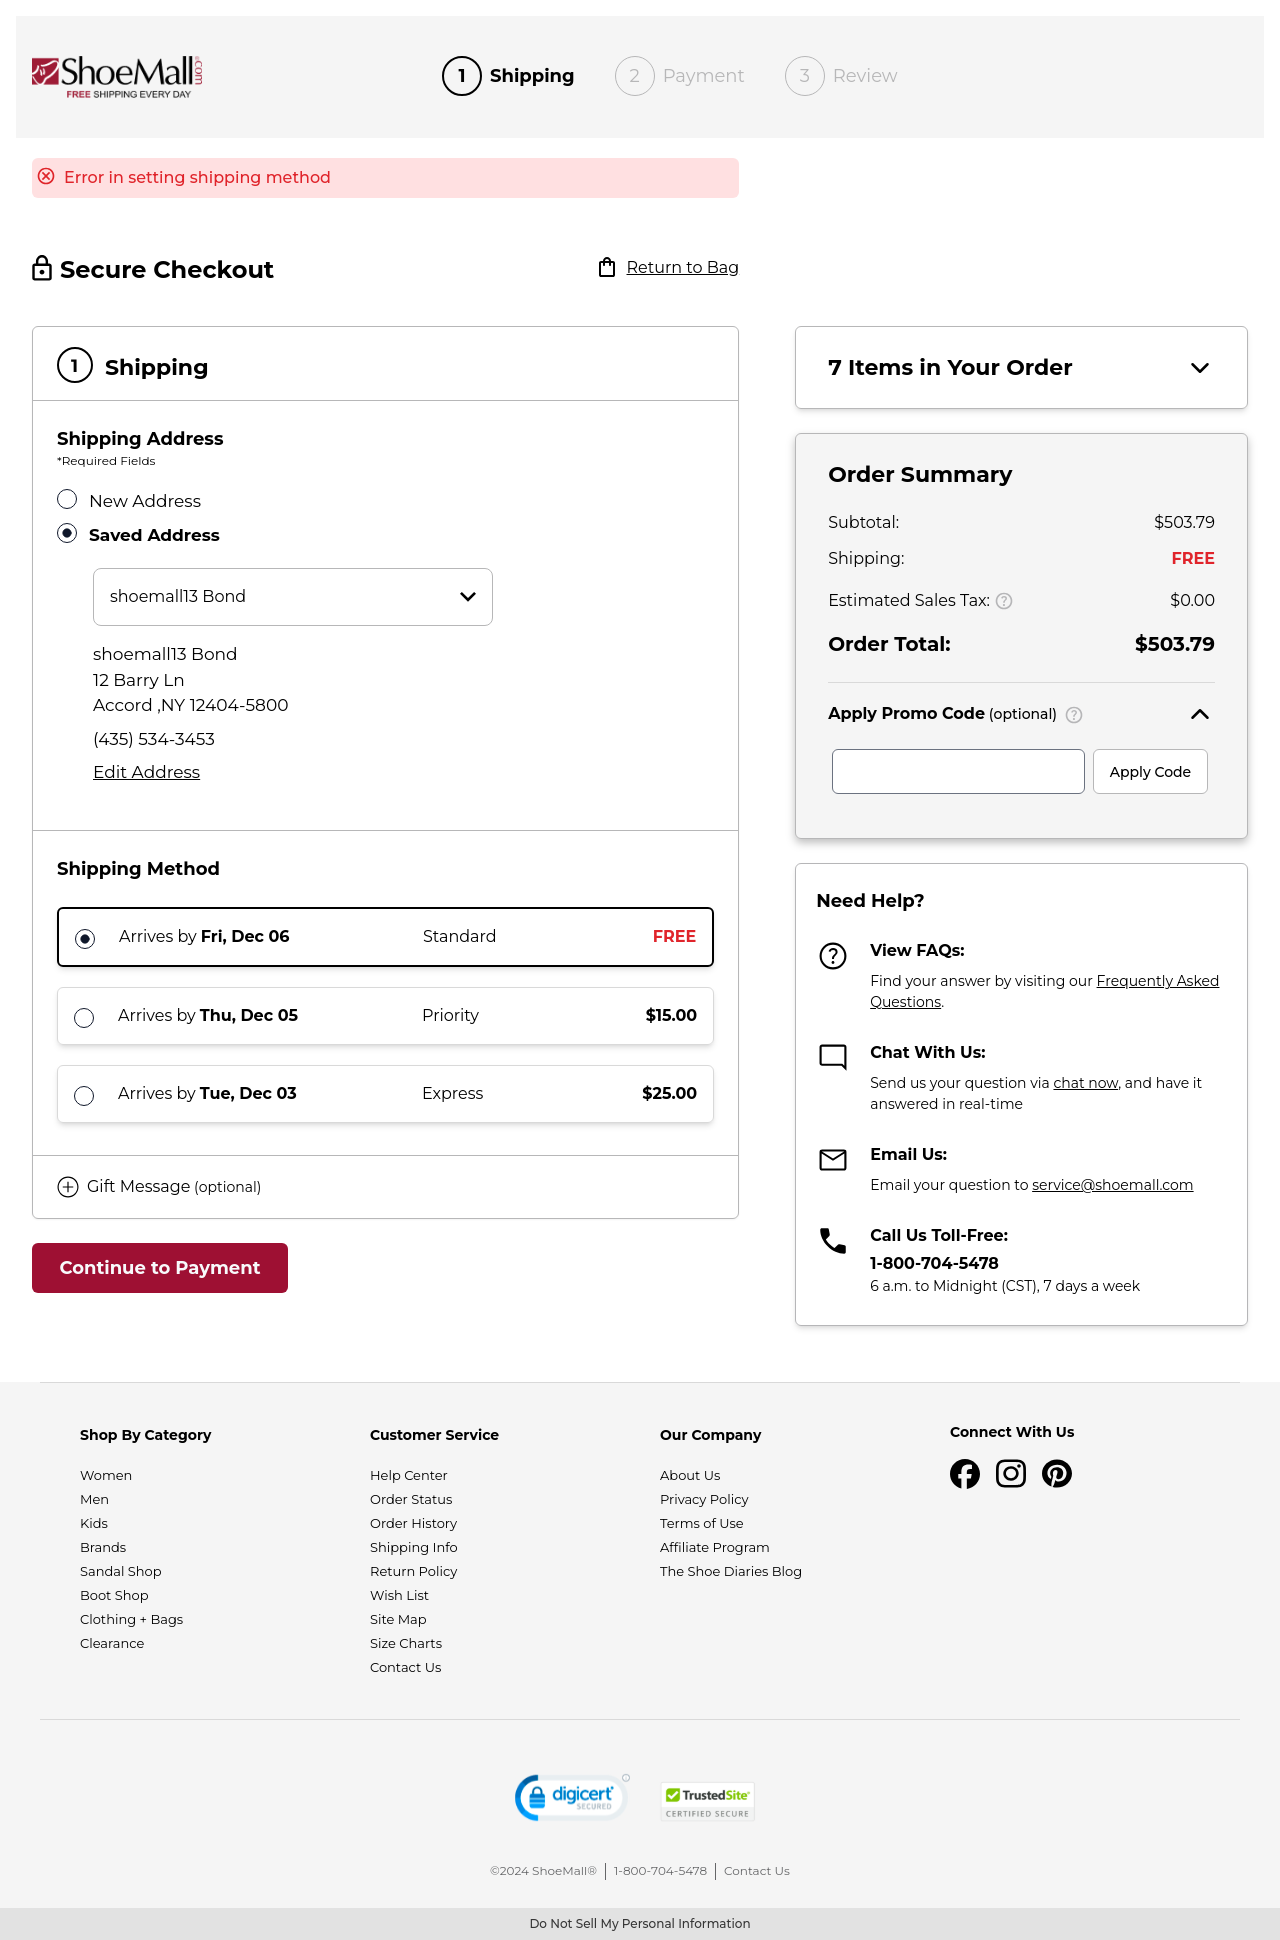 ShoeMall.com
FREE SHIPPING EVERY DAY
1 Shipping
2 Payment
3 Review
Error in setting shipping method
Secure Checkout
Return to Bag
1 Shipping
Shipping Address
*Required Fields
New Address
Saved Address
shoemall13 Bond
shoemall13 Bond
12 Barry Ln
Accord ,NY 12404-5800
(435) 534-3453
Edit Address
Shipping Method
Arrives by Fri, Dec 06 Standard FREE
Arrives by Thu, Dec 05 Priority $15.00
Arrives by Tue, Dec 03 Express $25.00
Gift Message (optional)
Continue to Payment
7 Items in Your Order
Order Summary
Subtotal: $503.79
Shipping: FREE
Estimated Sales Tax: ? $0.00
Order Total: $503.79
Apply Promo Code (optional) ?
Apply Code
Need Help?
View FAQs:
Find your answer by visiting our Frequently Asked
Questions.
Chat With Us:
Send us your question via chat now, and have it
answered in real-time
Email Us:
Email your question to service@shoemall.com
Call Us Toll-Free:
1-800-704-5478
6 a.m. to Midnight (CST), 7 days a week
Shop By Category
Women
Men
Kids
Brands
Sandal Shop
Boot Shop
Clothing + Bags
Clearance
Customer Service
Help Center
Order Status
Order History
Shipping Info
Return Policy
Wish List
Site Map
Size Charts
Contact Us
Our Company
About Us
Privacy Policy
Terms of Use
Affiliate Program
The Shoe Diaries Blog
Connect With Us
digicert
SECURED
TrustedSite
CERTIFIED SECURE
©2024 ShoeMall® | 1-800-704-5478 | Contact Us
Do Not Sell My Personal Information